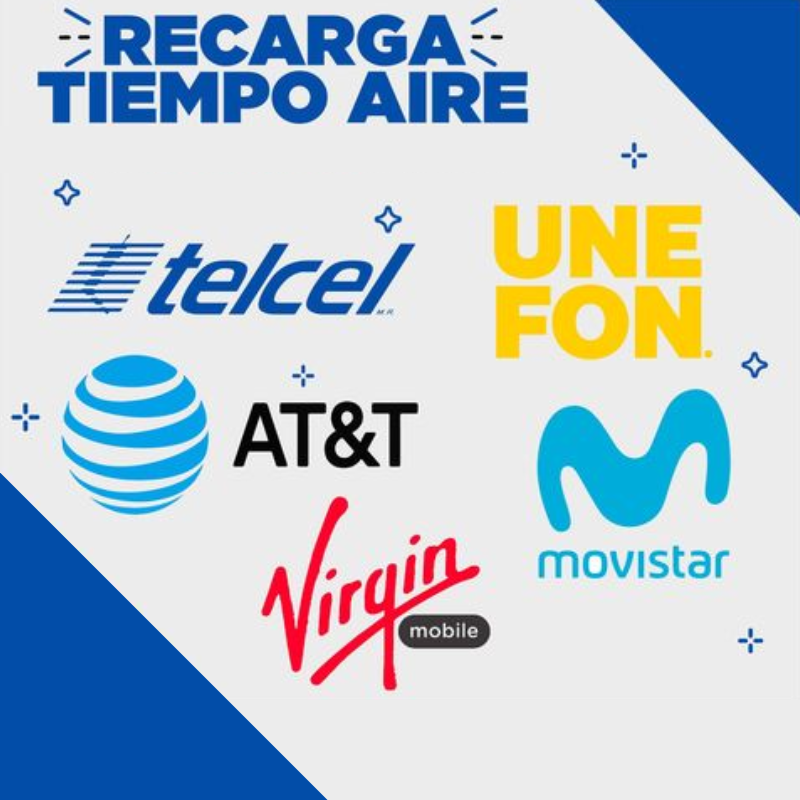 RECARGA
TIEMPO AIRE
telcel
M.R.
UNE
FON.
AT&T
movistar
Virgin
mobile